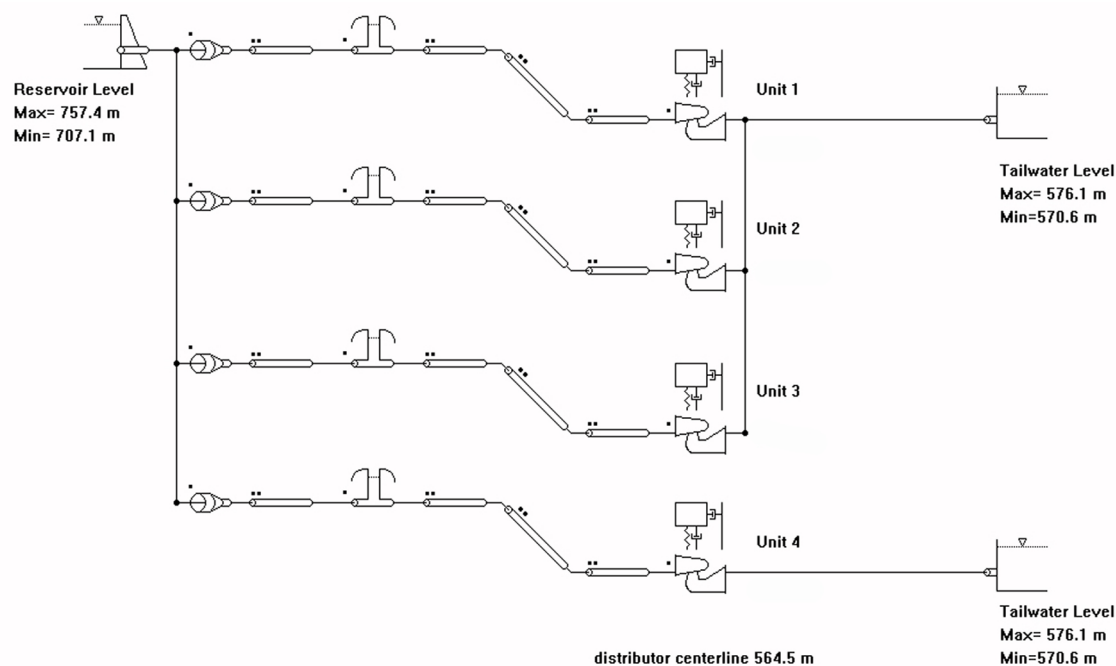 Reservoir Level
Max= 757.4 m
Min= 707.1 m
Unit 1
Tailwater Level
Max= 576.1 m
Min=570.6 m
Unit 2
Unit 3
Unit 4
Tailwater Level
Max= 576.1 m
Min=570.6 m
distributor centerline 564.5 m